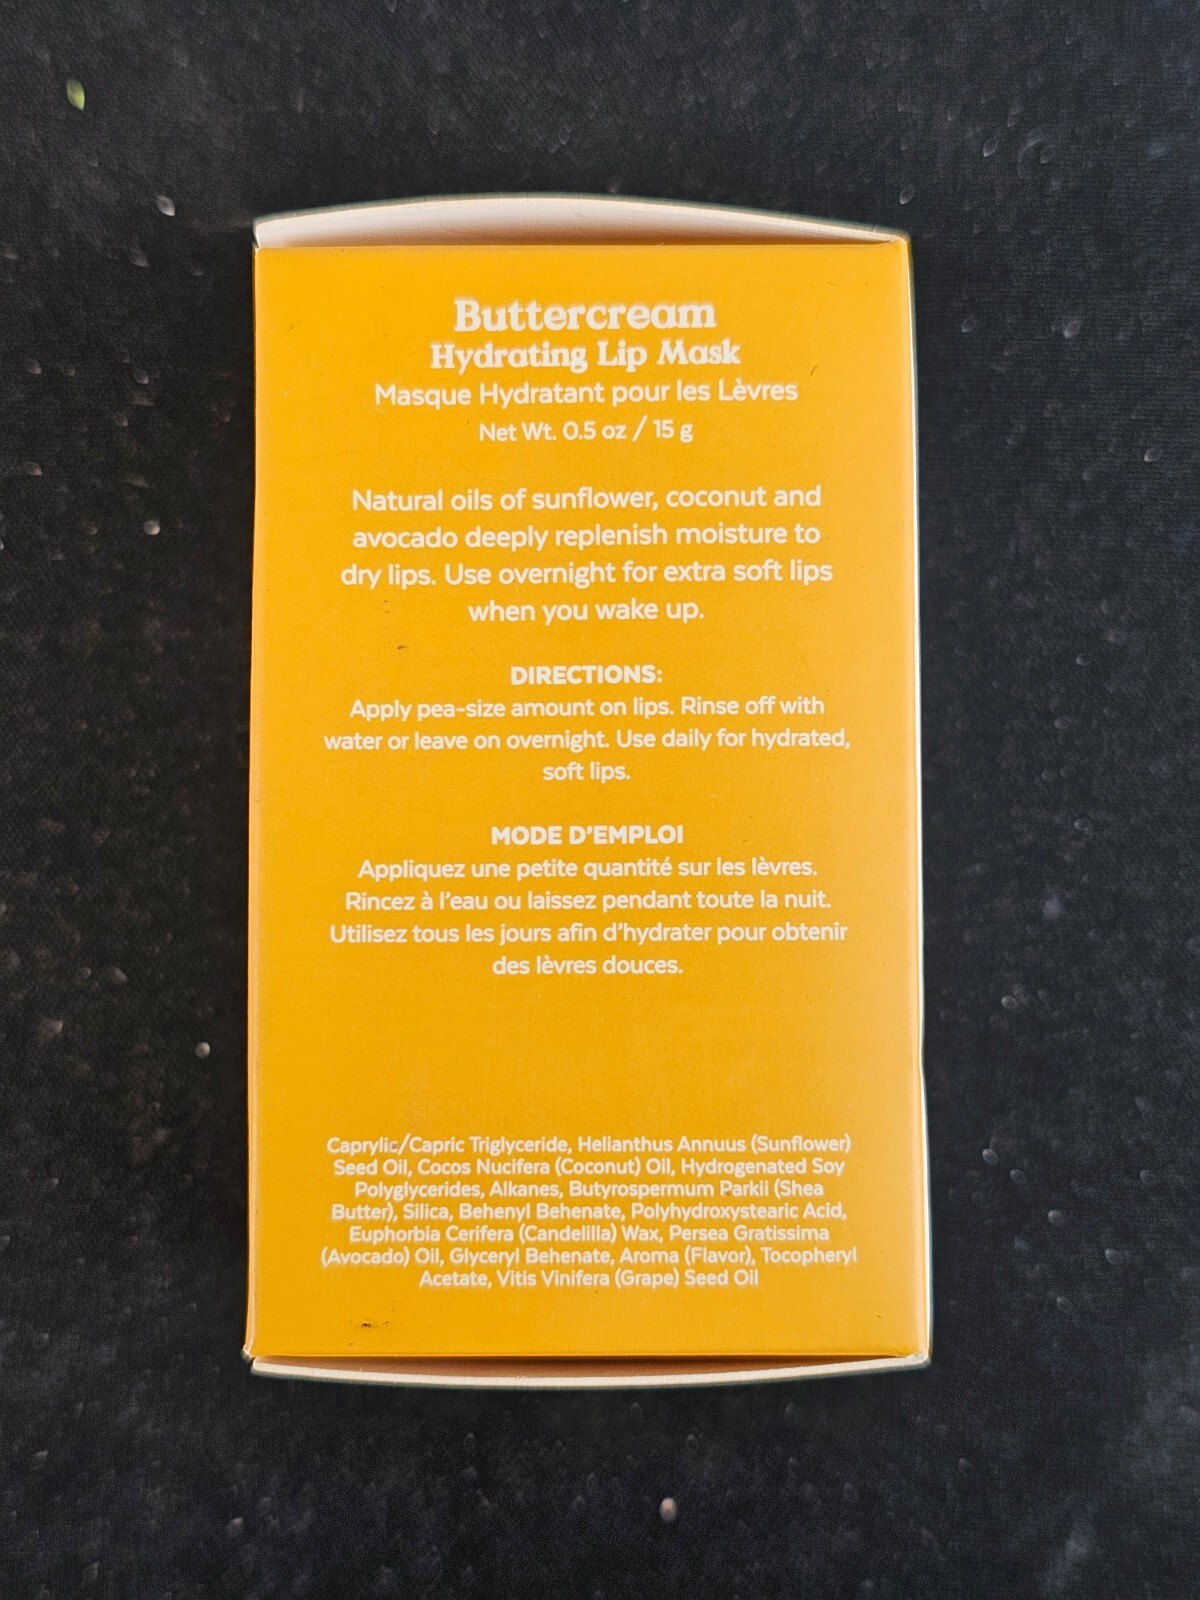 Buttercream
Hydrating Lip Mask
Masque Hydratant pour les Lèvres
Net Wt. 0.5 oz / 15 g
Natural oils of sunflower, coconut and
avocado deeply replenish moisture to
dry lips. Use overnight for extra soft lips
when you wake up.
DIRECTIONS:
Apply pea-size amount on lips. Rinse off with
water or leave on overnight. Use daily for hydrated,
soft lips.
MODE D'EMPLOI
Appliquez une petite quantité sur les lèvres.
Rincez à l'eau ou laissez pendant toute la nuit.
Utilisez tous les jours afin d'hydrater pour obtenir
des lèvres douces.
Caprylic/Capric Triglyceride, Helianthus Annuus (Sunflower)
Seed Oil, Cocos Nucifera (Coconut) Oil, Hydrogenated Soy
Polyglycerides, Alkanes, Butyrospermum Parkii (Shea
Butter), Silica, Behenyl Behenate, Polyhydroxystearic Acid,
Euphorbia Cerifera (Candelilla) Wax, Persea Gratissima
(Avocado) Oil, Glyceryl Behenate, Aroma (Flavor), Tocopheryl
Acetate, Vitis Vinifera (Grape) Seed Oil